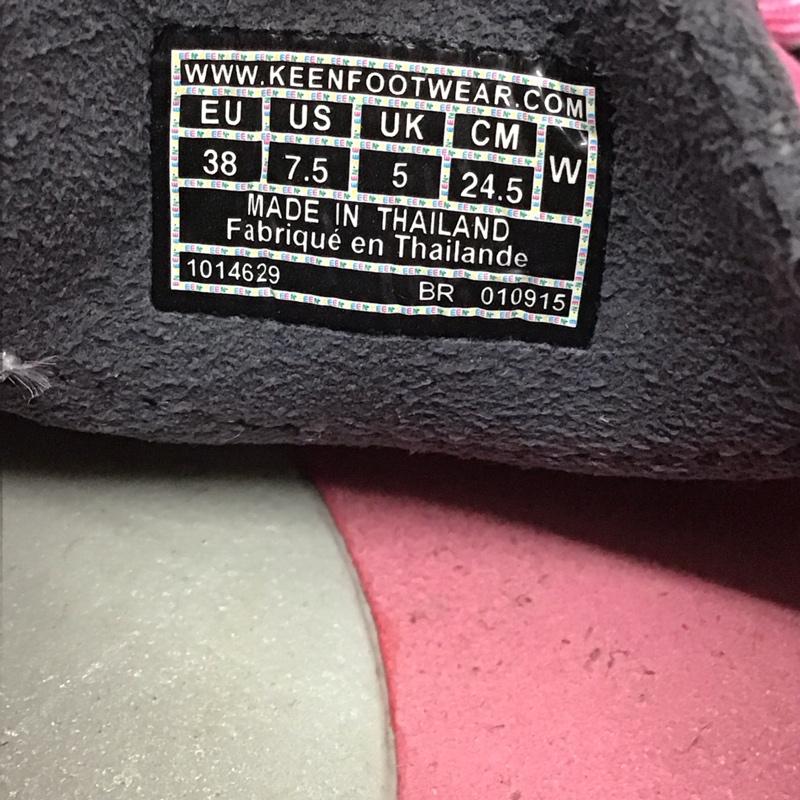 WWW.KEENFOOTWEAR.COM
EU US UK CM W
38 7.5 5 24.5
MADE IN THAILAND
Fabriqué en Thailande
1014629
BR 010915